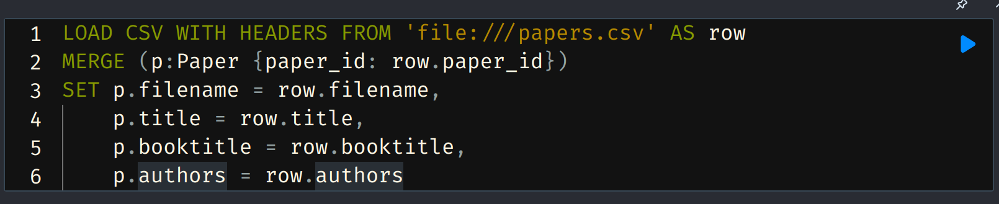 1 LOAD CSV WITH HEADERS FROM 'file:///papers.csv' AS row
2 MERGE (p:Paper {paper_id: row.paper_id})
3 SET p.filename = row.filename,
4     p.title = row.title,
5     p.booktitle = row.booktitle,
6     p.authors = row.authors